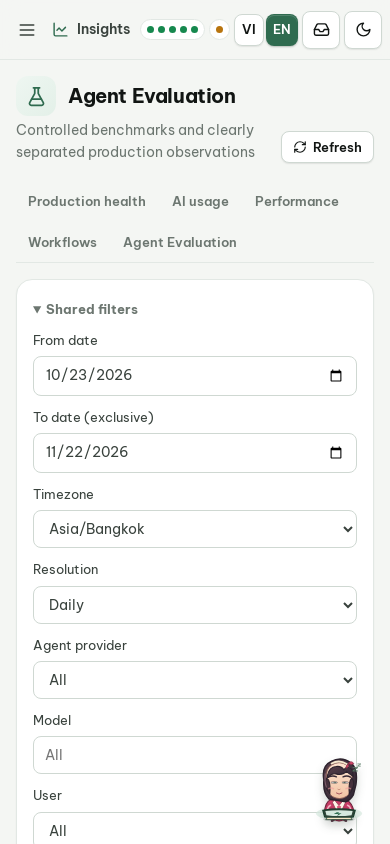 Insights
VI
EN
Agent Evaluation
Controlled benchmarks and clearly
separated production observations
Refresh
Production health
AI usage
Performance
Workflows
Agent Evaluation
Shared filters
From date
10/23/2026
To date (exclusive)
11/22/2026
Timezone
Asia/Bangkok
Resolution
Daily
Agent provider
All
Model
All
User
All